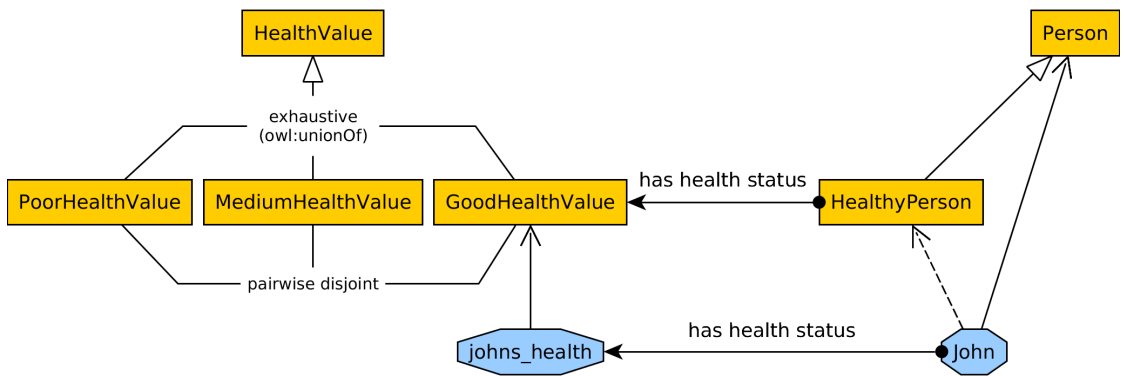 HealthValue
Person
exhaustive
(owl:unionOf)
PoorHealthValue
MediumHealthValue
GoodHealthValue
has health status
HealthyPerson
pairwise disjoint
johns_health
has health status
John